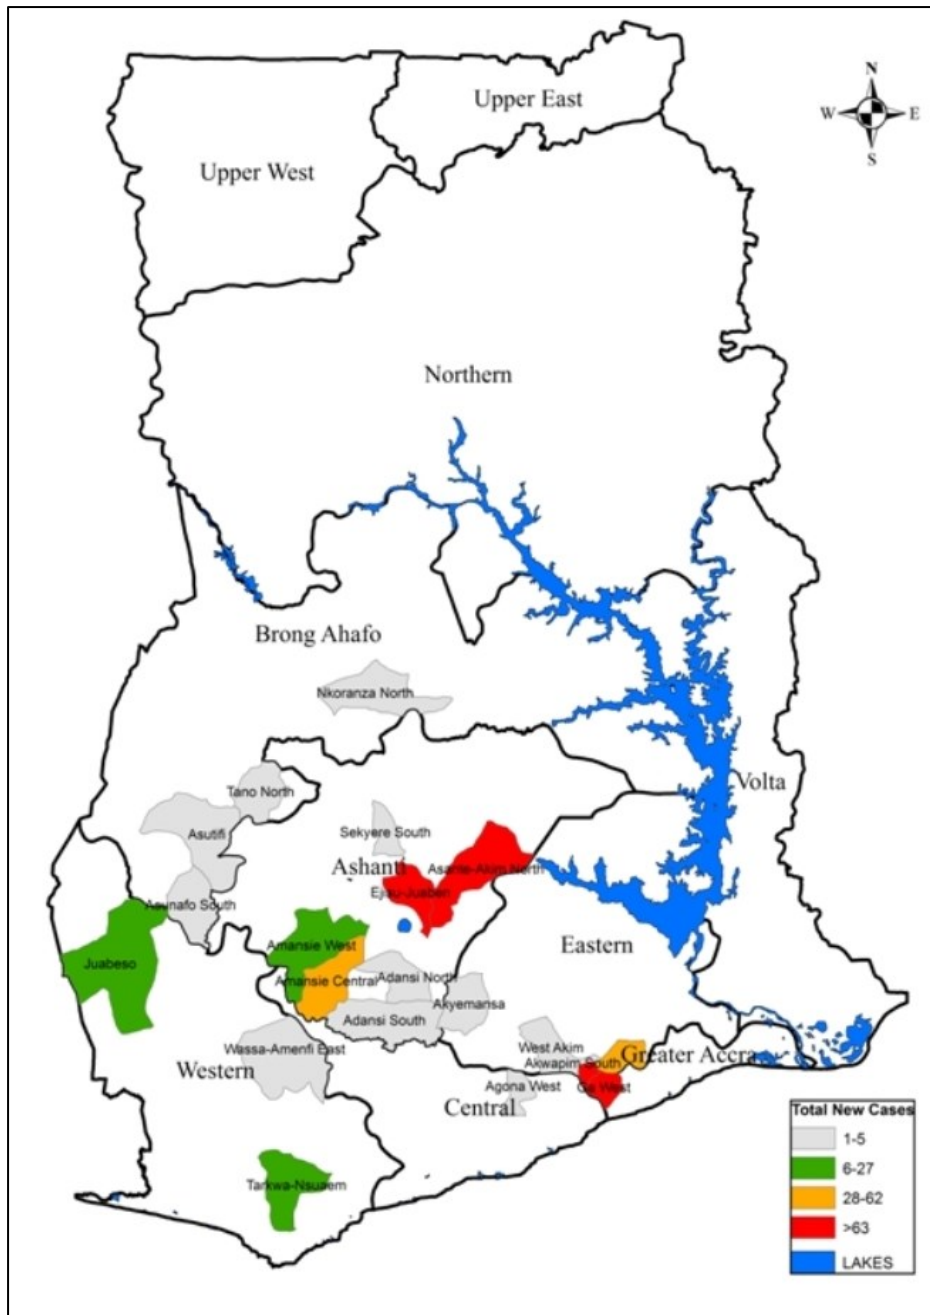 Upper East
N
W E
S
Upper West
Northern
Brong Ahafo
Nkoranza North
Volta
Tano North
Asutifi
Sekyere South
Ashanti
Asante-Akim North
Ejisu-Juaben
Asunafo South
Eastern
Amansie West
Juabeso
Amansie Central
Adansi North
Akyemansa
Adansi South
Wassa-Amenfi East
West Akim
Greater Accra
Akwapim South
Western
Agona West
Ga West
Central
Tarkwa-Nsuaem
Total New Cases
1-5
6-27
28-62
>63
LAKES